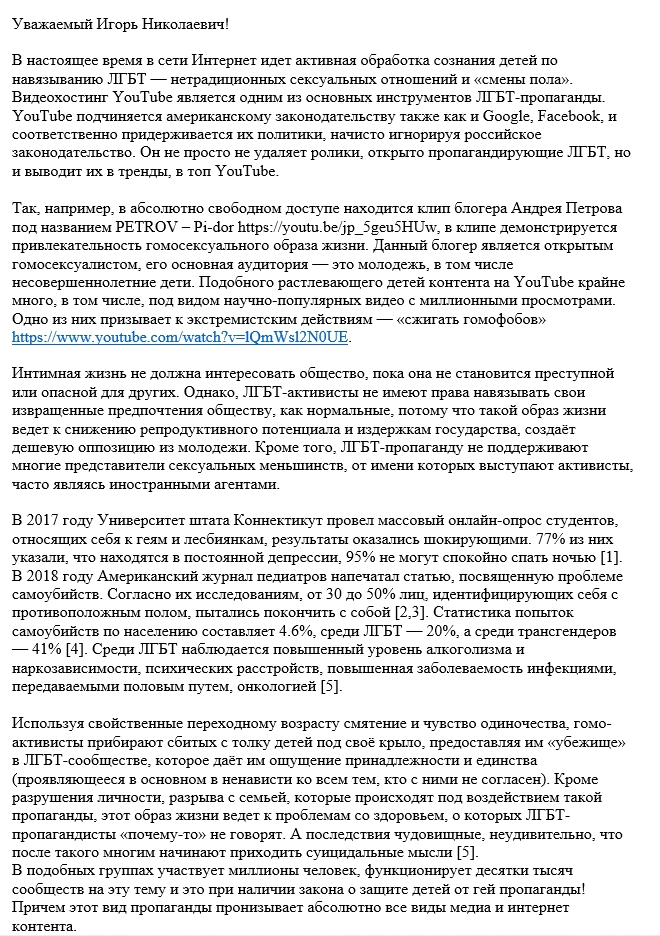 Уважаемый Игорь Николаевич!
В настоящее время в сети Интернет идет активная обработка сознания детей по
навязыванию ЛГБТ — нетрадиционных сексуальных отношений и «смены пола».
Видеохостинг YouTube является одним из основных инструментов ЛГБТ-пропаганды.
YouTube подчиняется американскому законодательству также как и Google, Facebook, и
соответственно придерживается их политики, начисто игнорируя российское
законодательство. Он не просто не удаляет ролики, открыто пропагандирующие ЛГБТ, но
и выводит их в тренды, в топ YouTube.
Так, например, в абсолютно свободном доступе находится клип блогера Андрея Петрова
под названием PETROV – Pi-dor https://youtu.be/jp_5geu5HUw, в клипе демонстрируется
привлекательность гомосексуального образа жизни. Данный блогер является открытым
гомосексуалистом, его основная аудитория — это молодежь, в том числе
несовершеннолетние дети. Подобного растлевающего детей контента на YouTube крайне
много, в том числе, под видом научно-популярных видео с миллионными просмотрами.
Одно из них призывает к экстремистским действиям — «сжигать гомофобов»
https://www.youtube.com/watch?v=lQmWsl2N0UE.
Интимная жизнь не должна интересовать общество, пока она не становится преступной
или опасной для других. Однако, ЛГБТ-активисты не имеют права навязывать свои
извращенные предпочтения обществу, как нормальные, потому что такой образ жизни
ведет к снижению репродуктивного потенциала и издержкам государства, создаёт
дешевую оппозицию из молодежи. Кроме того, ЛГБТ-пропаганду не поддерживают
многие представители сексуальных меньшинств, от имени которых выступают активисты,
часто являясь иностранными агентами.
В 2017 году Университет штата Коннектикут провел массовый онлайн-опрос студентов,
относящих себя к геям и лесбиянкам, результаты оказались шокирующими. 77% из них
указали, что находятся в постоянной депрессии, 95% не могут спокойно спать ночью [1].
В 2018 году Американский журнал педиатров напечатал статью, посвященную проблеме
самоубийств. Согласно их исследованиям, от 30 до 50% лиц, идентифицирующих себя с
противоположным полом, пытались покончить с собой [2,3]. Статистика попыток
самоубийств по населению составляет 4.6%, среди ЛГБТ — 20%, а среди трансгендеров
— 41% [4]. Среди ЛГБТ наблюдается повышенный уровень алкоголизма и
наркозависимости, психических расстройств, повышенная заболеваемость инфекциями,
передаваемыми половым путем, онкологией [5].
Используя свойственные переходному возрасту смятение и чувство одиночества, гомо-
активисты прибирают сбитых с толку детей под своё крыло, предоставляя им «убежище»
в ЛГБТ-сообществе, которое даёт им ощущение принадлежности и единства
(проявляющееся в основном в ненависти ко всем тем, кто с ними не согласен). Кроме
разрушения личности, разрыва с семьей, которые происходят под воздействием такой
пропаганды, этот образ жизни ведет к проблемам со здоровьем, о которых ЛГБТ-
пропагандисты «почему-то» не говорят. А последствия чудовищные, неудивительно, что
после такого многим начинают приходить суицидальные мысли [5].
В подобных группах участвует миллионы человек, функционирует десятки тысяч
сообществ на эту тему и это при наличии закона о защите детей от гей пропаганды!
Причем этот вид пропаганды пронизывает абсолютно все виды медиа и интернет
контента.